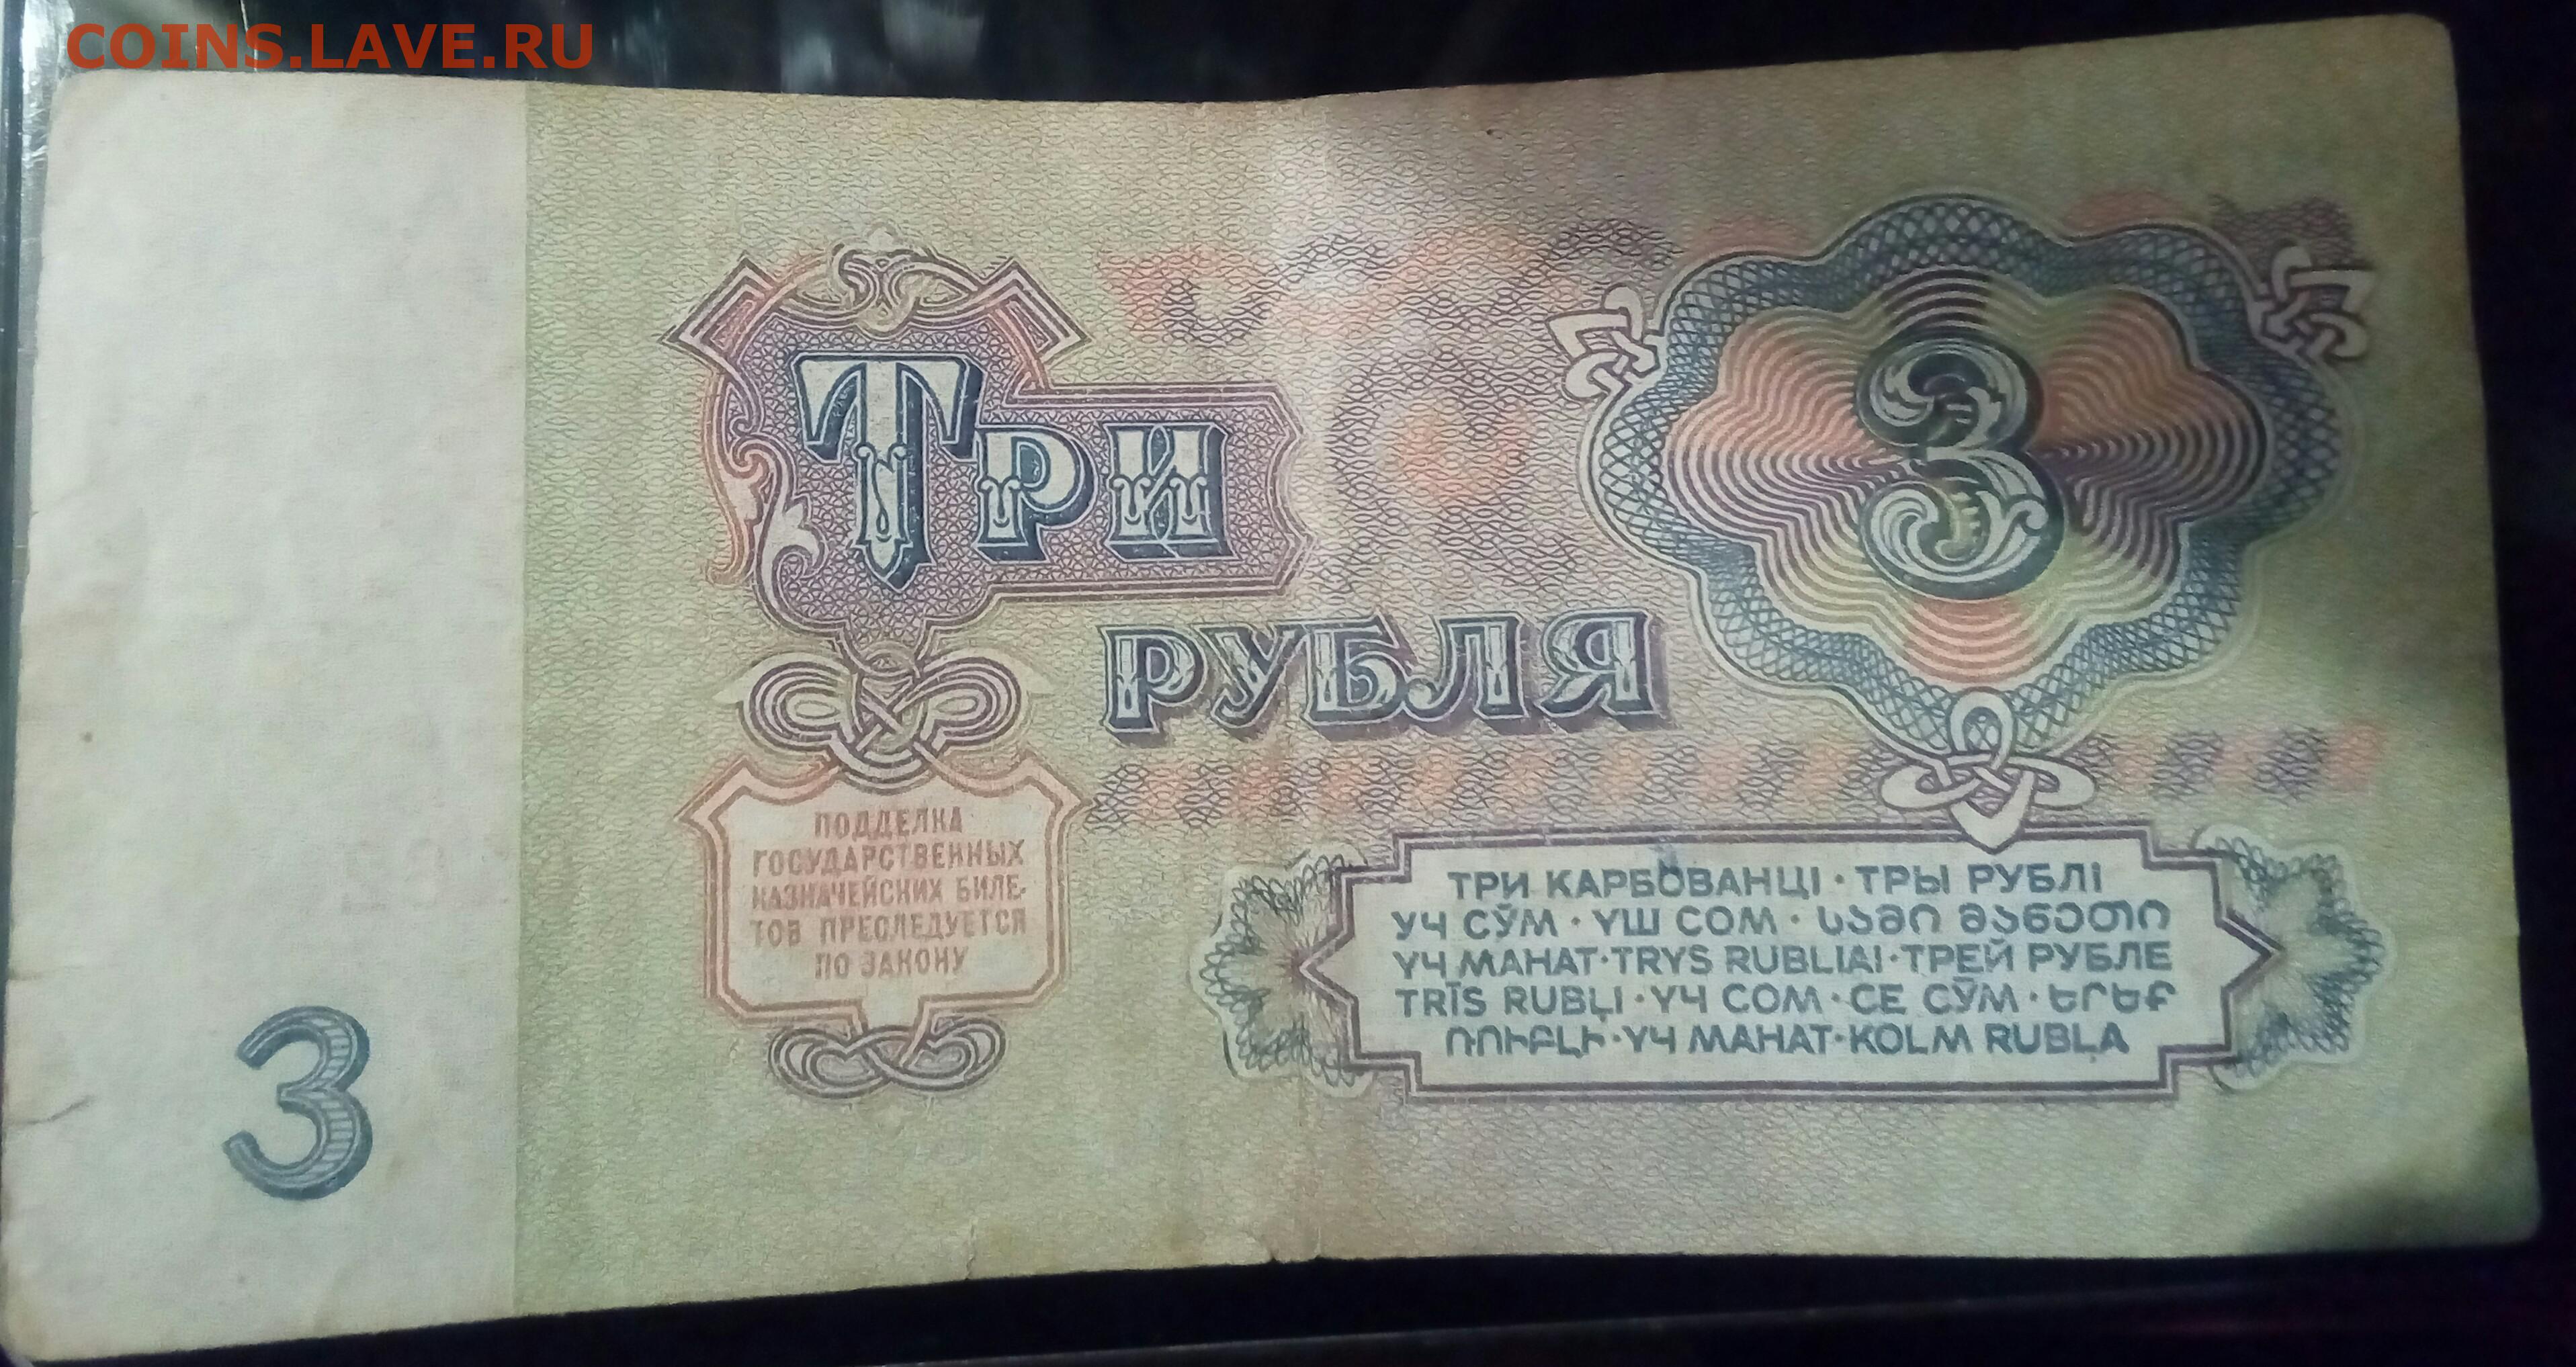 COINS.LAVE.RU
ТРИ
РУБЛЯ
3
ПОДДЕЛКА
ГОСУДАРСТВЕННЫХ
КАЗНАЧЕЙСКИХ БИЛЕ-
ТОВ ПРЕСЛЕДУЕТСЯ
ПО ЗАКОНУ
ТРИ КАРБОВАНЦІ · ТРЫ РУБЛІ
УЧ СЎМ · ҮШ СОМ · ᲡᲐᲛᲘ ᲛᲐᲜᲔᲗᲘ
ҮЧ МАНАТ · TRYS RUBLIAI · ТРЕЙ РУБЛЕ
TRĪS RUBĻI · ҮЧ СОМ · СЕ СӮМ · ԵՐԵՔ
ՌՈՒԲԼԻ · ҮЧ МАНАТ · KOLM RUBLA
3